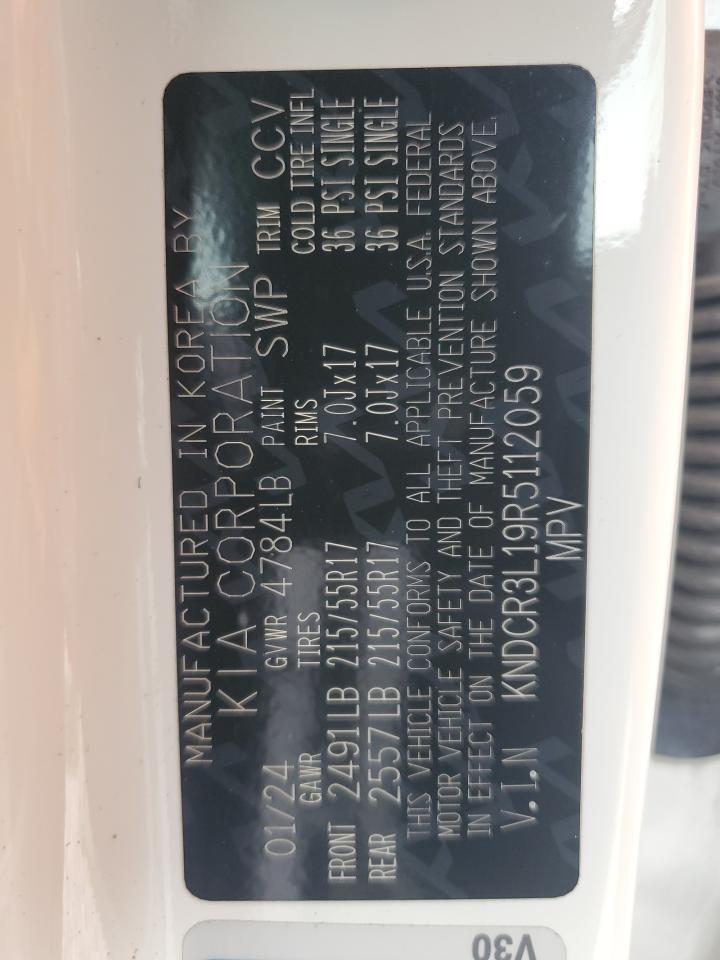 MANUFACTURED IN KOREA BY
KIA CORPORATION
01/24 GVWR 4784LB PAINT SWP TRIM CCV
GAWR TIRES RIMS COLD TIRE INFL
FRONT 2491LB 215/55R17 7.0Jx17 36 PSI SINGLE
REAR 2557LB 215/55R17 7.0Jx17 36 PSI SINGLE
THIS VEHICLE CONFORMS TO ALL APPLICABLE U.S.A. FEDERAL
MOTOR VEHICLE SAFETY AND THEFT PREVENTION STANDARDS
IN EFFECT ON THE DATE OF MANUFACTURE SHOWN ABOVE.
V.I.N KNDCR3L19R5112059
MPV
V30